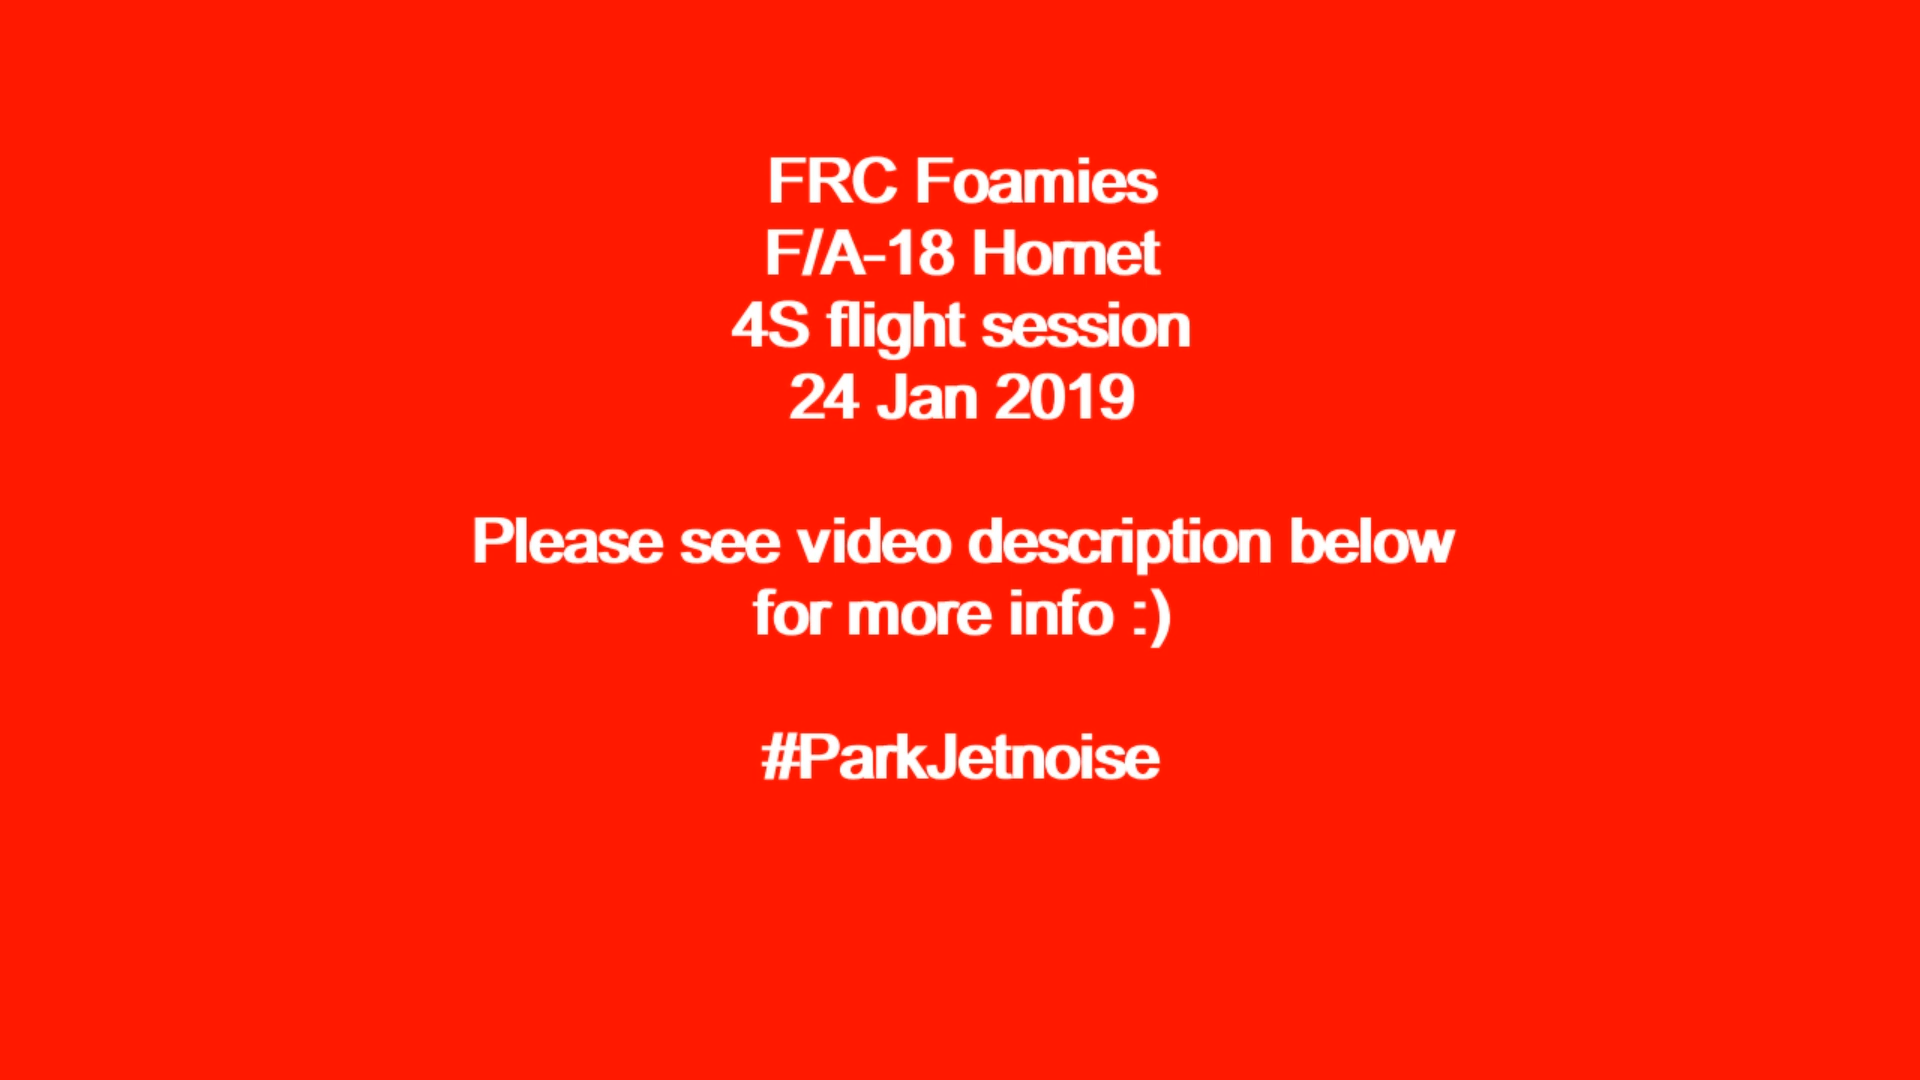 FRC Foamies
F/A-18 Hornet
4S flight session
24 Jan 2019
Please see video description below
for more info :)
#ParkJetnoise